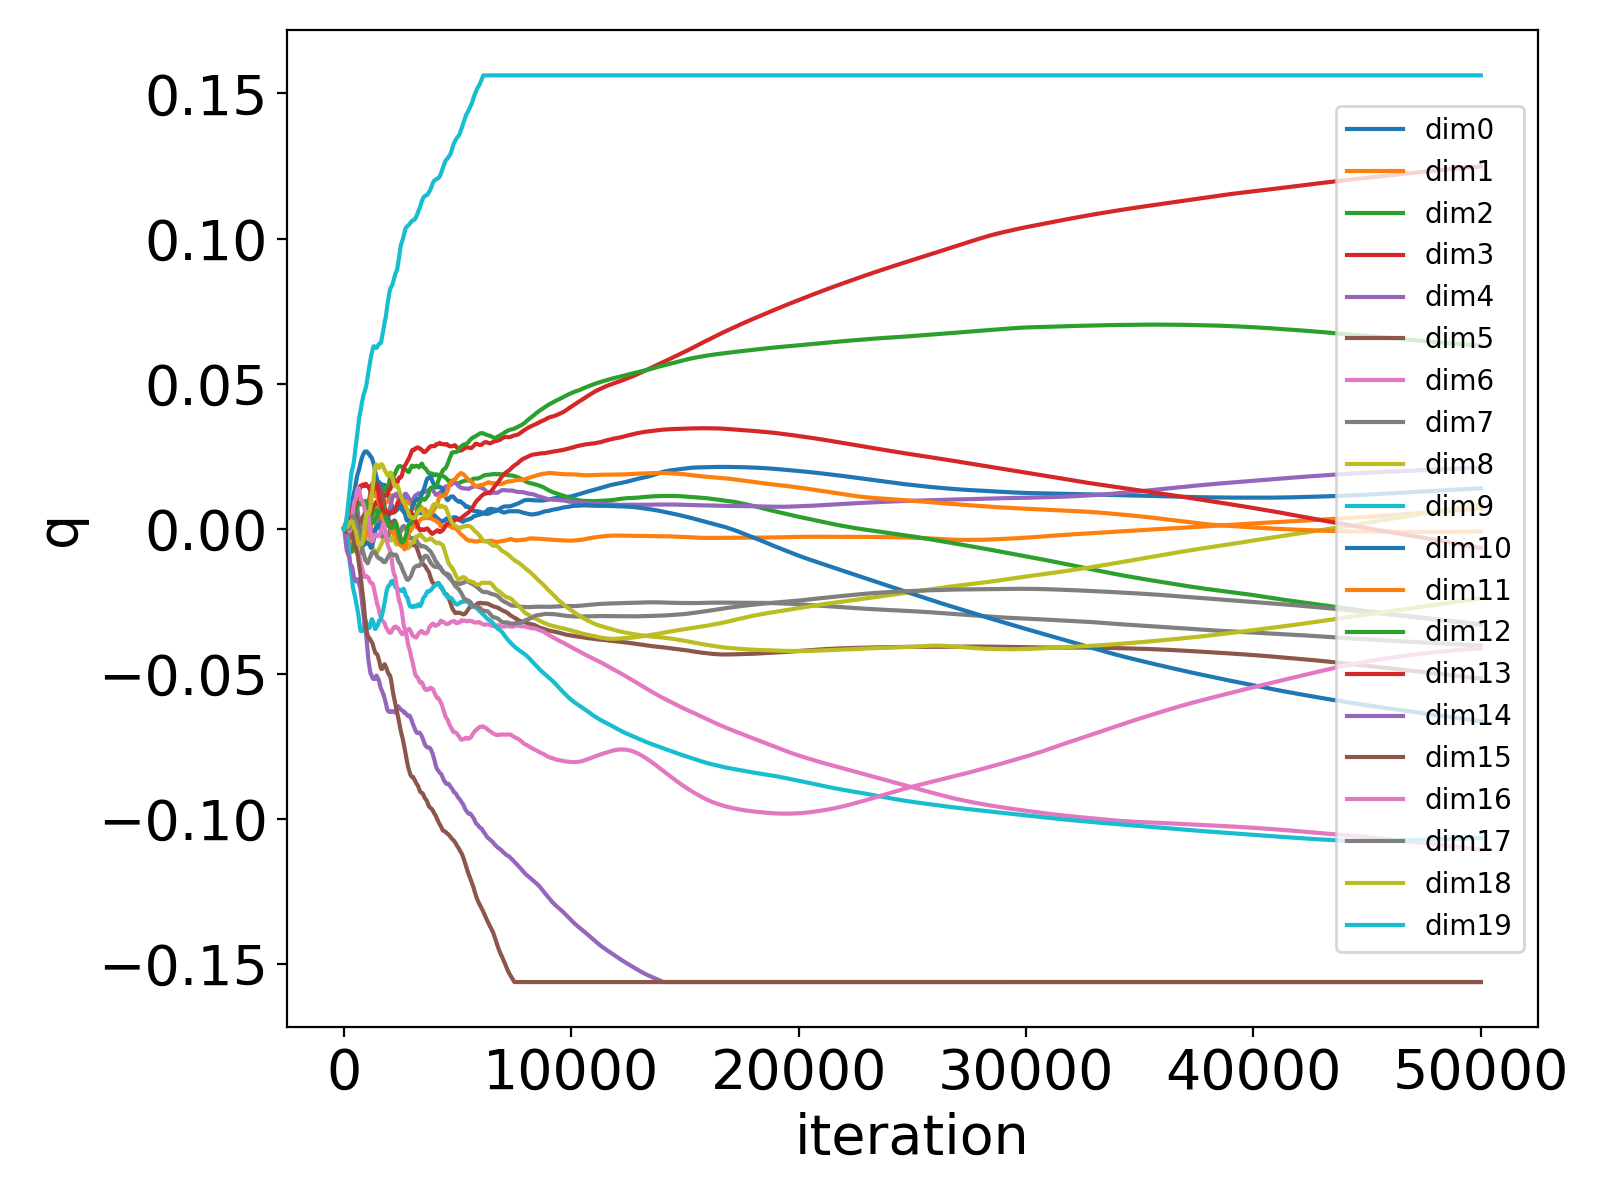 0.15
0.10
0.05
0.00
−0.05
−0.10
−0.15
q
dim0
dim1
dim2
dim3
dim4
dim5
dim6
dim7
dim8
dim9
dim10
dim11
dim12
dim13
dim14
dim15
dim16
dim17
dim18
dim19
0 10000 20000 30000 40000 50000
iteration